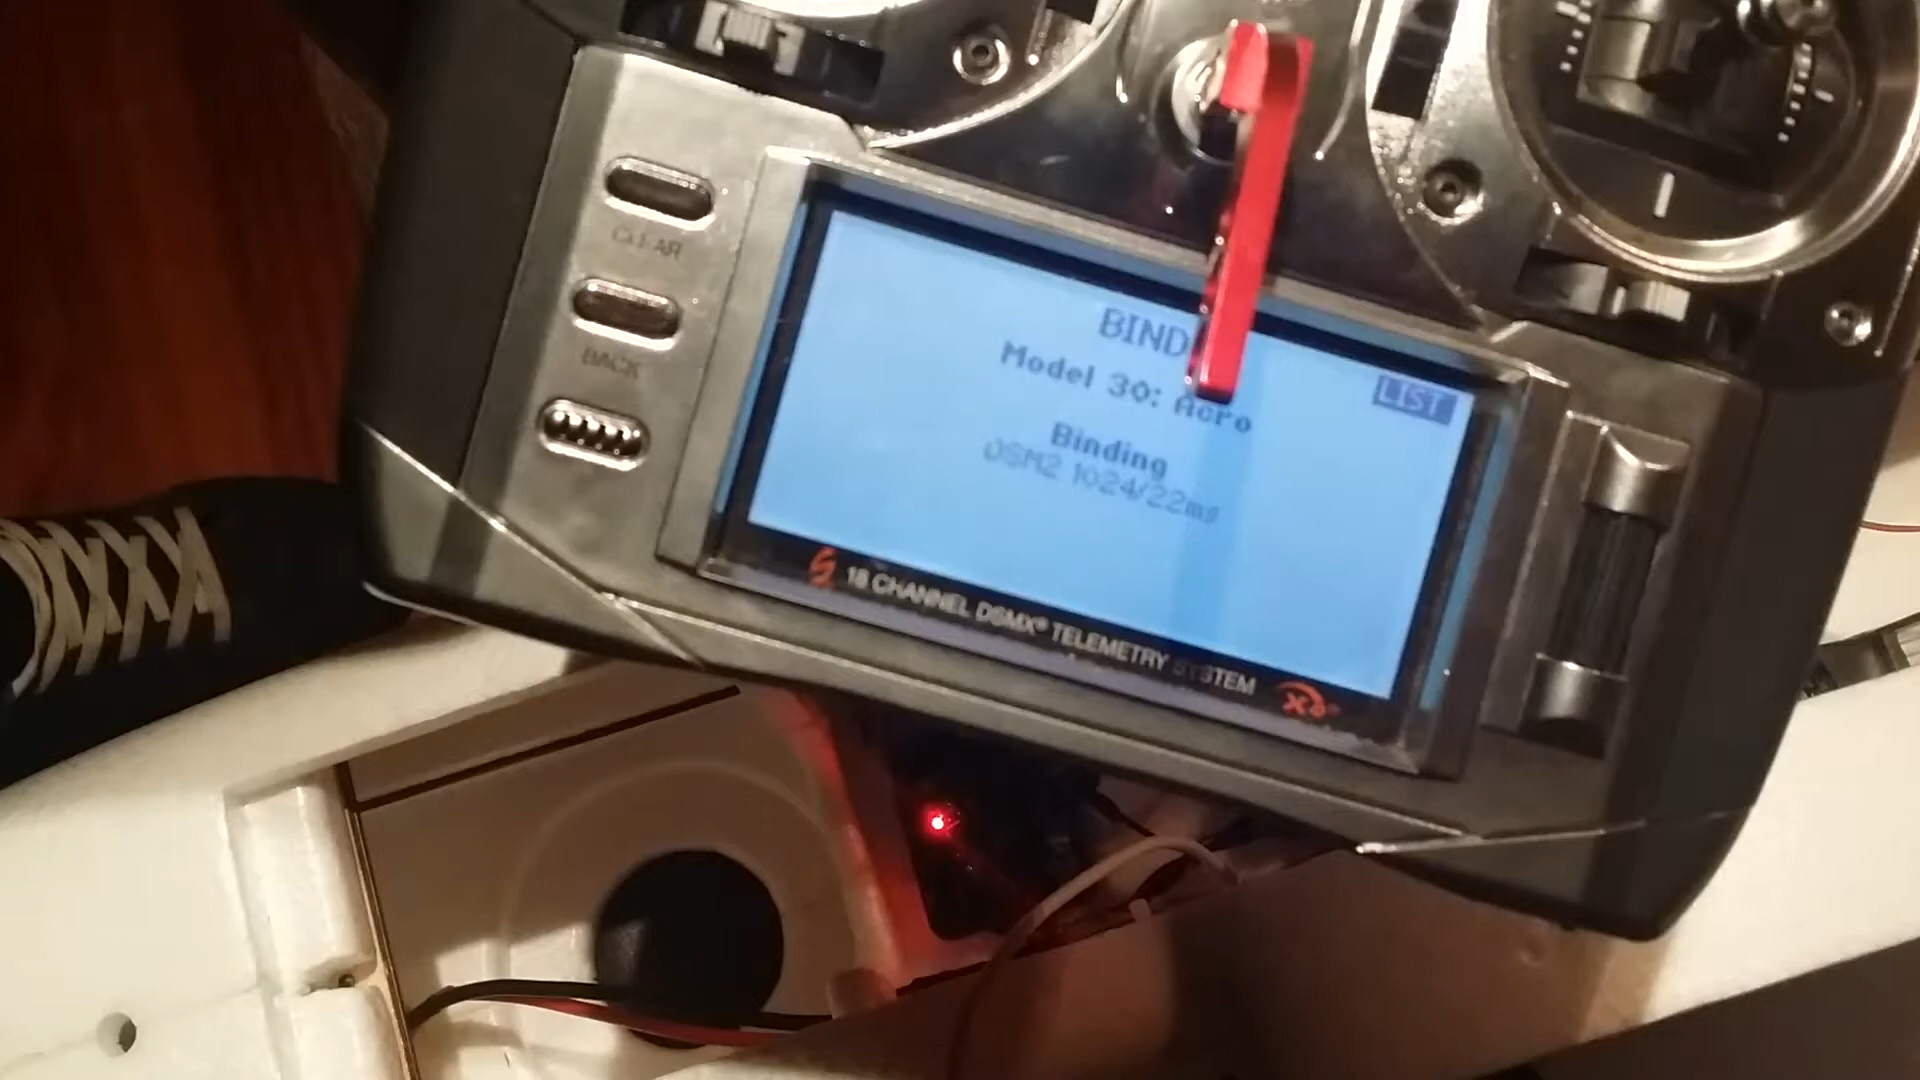 CLEAR
BACK
BIND
LIST
Model 30: Acro
Binding
DSM2 1024/22ms
18 CHANNEL DSMX® TELEMETRY SYSTEM